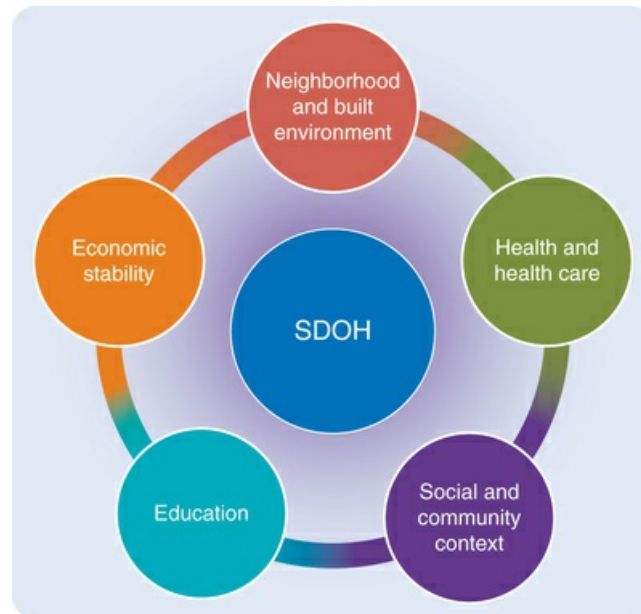 Neighborhood
and built
environment
Economic
stability
Health and
health care
SDOH
Education
Social and
community
context